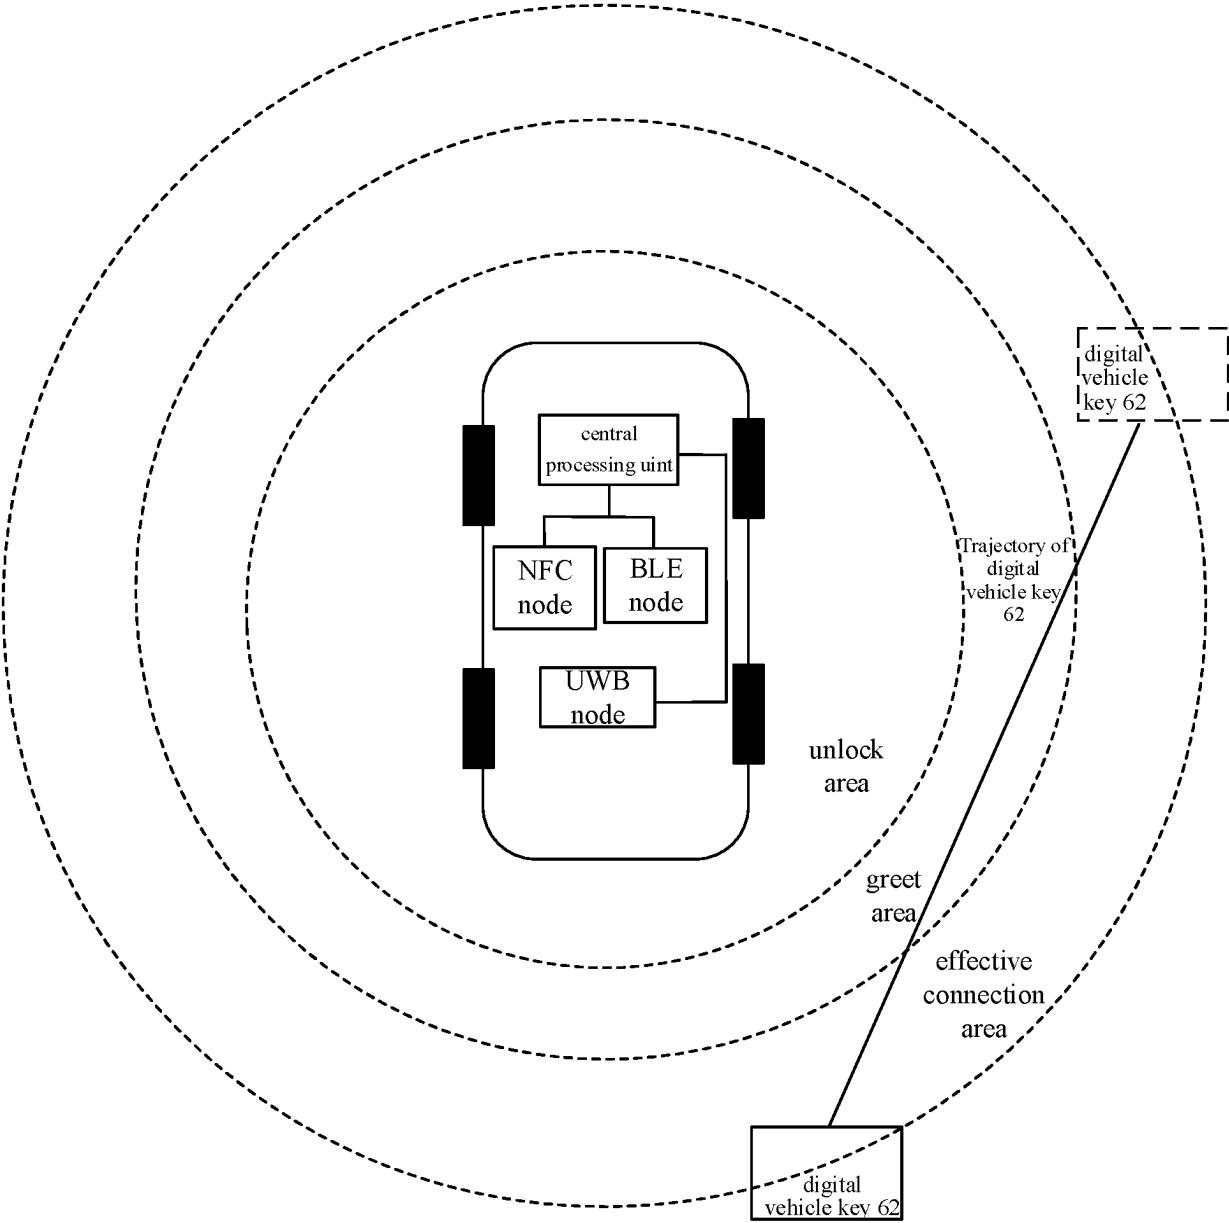 digital
vehicle
key 62
central
processing uint
Trajectory of
digital
vehicle key
62
NFC
node
BLE
node
UWB
node
unlock
area
greet
area
effective
connection
area
digital
vehicle key 62